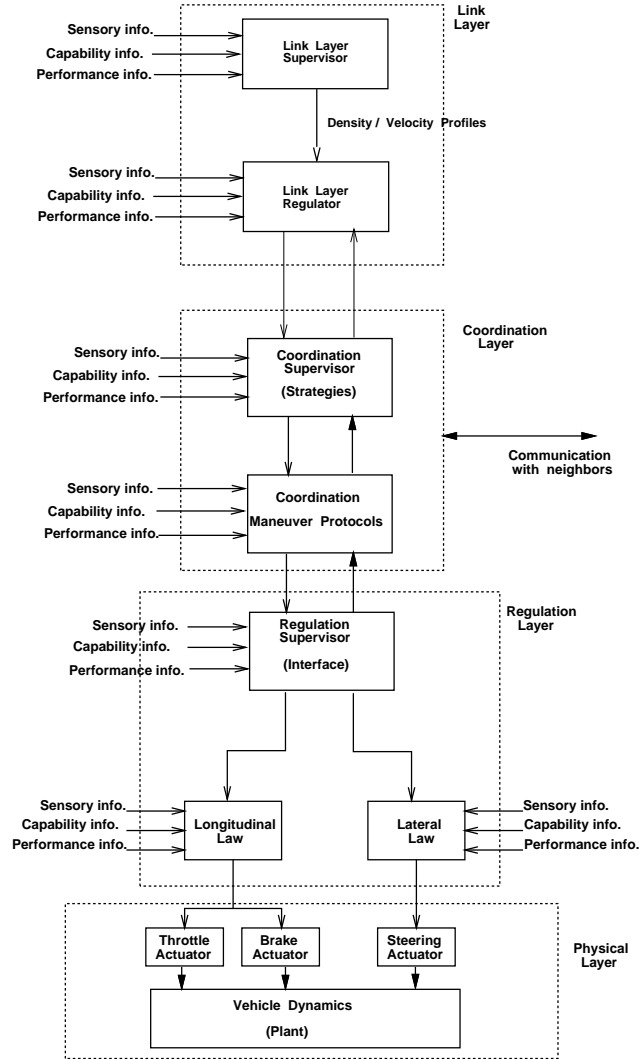 Link
Layer
Sensory info.
Capability info.
Performance info.
Link Layer
Supervisor
Density / Velocity Profiles
Sensory info.
Capability info.
Performance info.
Link Layer
Regulator
Coordination
Layer
Sensory info.
Capability info.
Performance info.
Coordination
Supervisor
(Strategies)
Communication
with neighbors
Sensory info.
Capability info.
Performance info.
Coordination
Maneuver Protocols
Regulation
Layer
Sensory info.
Capability info.
Performance info.
Regulation
Supervisor
(Interface)
Sensory info.
Capability info.
Performance info.
Longitudinal
Law
Lateral
Law
Sensory info.
Capability info.
Performance info.
Throttle
Actuator
Brake
Actuator
Steering
Actuator
Physical
Layer
Vehicle Dynamics
(Plant)